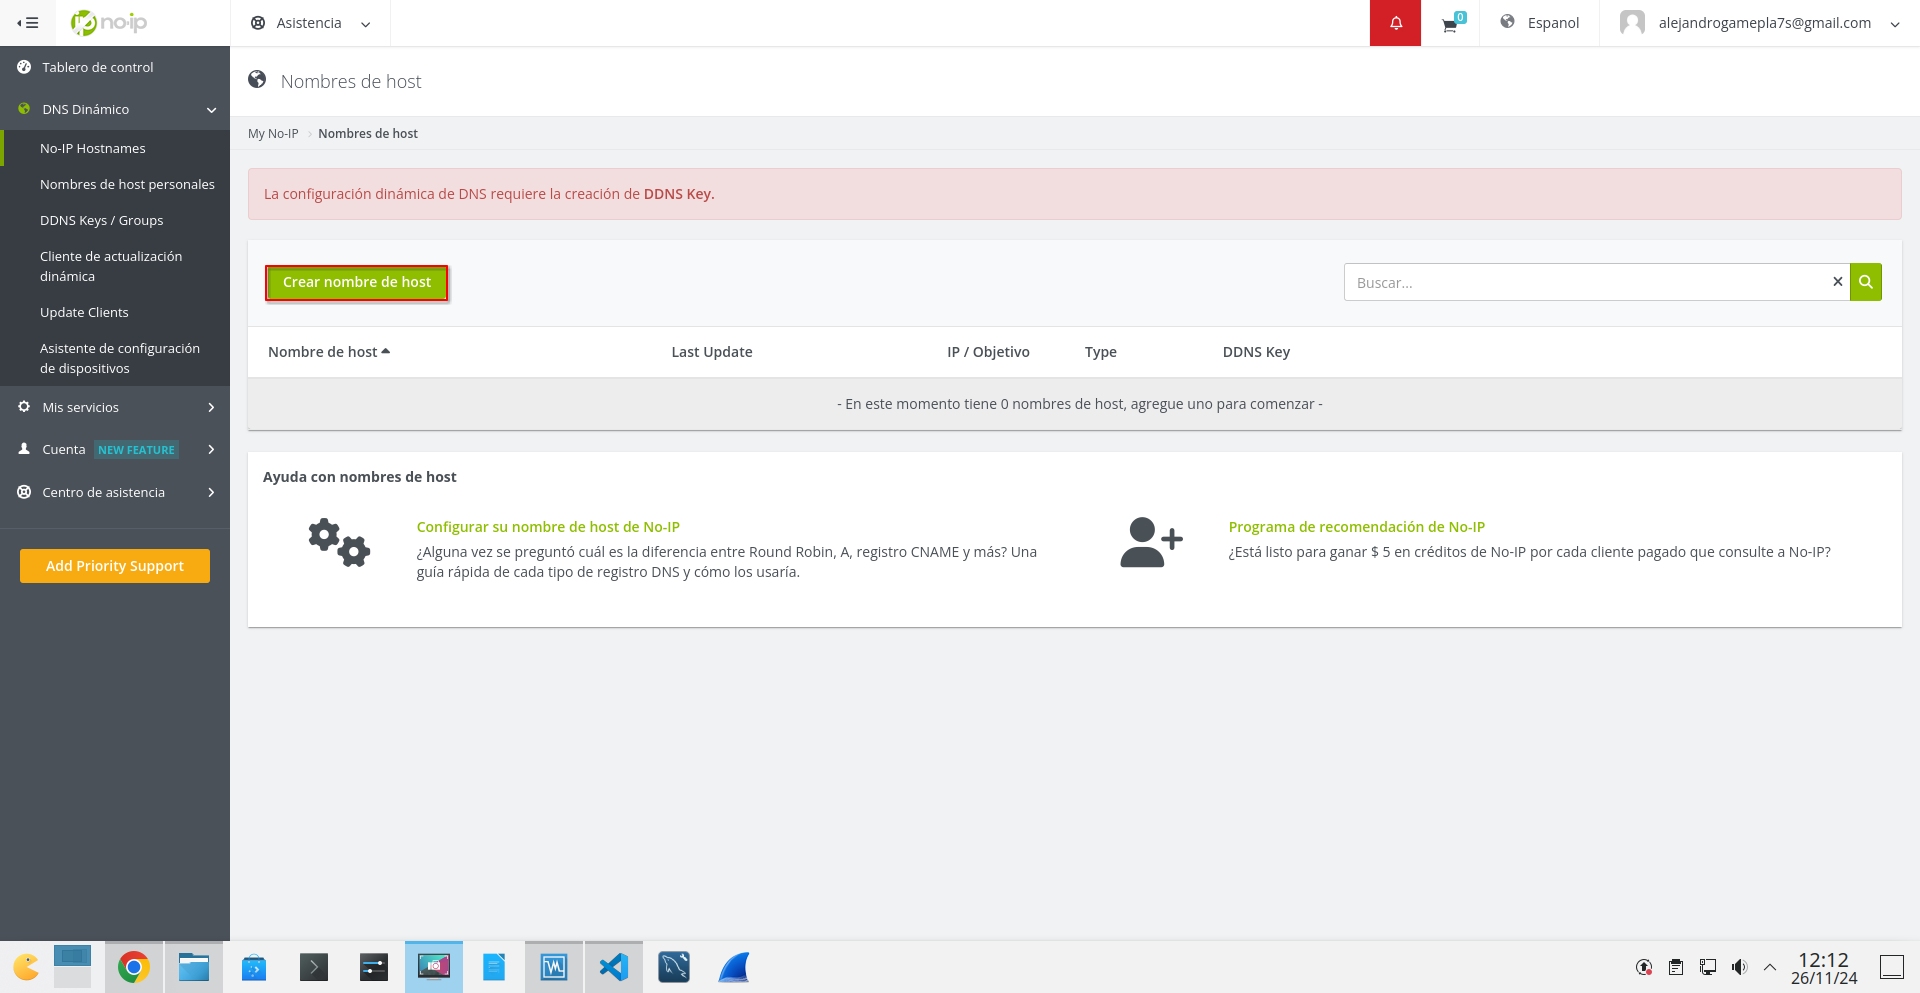 no-ip
Asistencia
0
Espanol
alejandrogamepla7s@gmail.com
Tablero de control
DNS Dinámico
No-IP Hostnames
Nombres de host personales
DDNS Keys / Groups
Cliente de actualización
dinámica
Update Clients
Asistente de configuración
de dispositivos
Mis servicios
Cuenta NEW FEATURE
Centro de asistencia
Add Priority Support
Nombres de host
My No-IP Nombres de host
La configuración dinámica de DNS requiere la creación de DDNS Key.
Crear nombre de host
Buscar...
Nombre de host Last Update IP / Objetivo Type DDNS Key
- En este momento tiene 0 nombres de host, agregue uno para comenzar -
Ayuda con nombres de host
Configurar su nombre de host de No-IP
¿Alguna vez se preguntó cuál es la diferencia entre Round Robin, A, registro CNAME y más? Una
guía rápida de cada tipo de registro DNS y cómo los usaría.
Programa de recomendación de No-IP
¿Está listo para ganar $ 5 en créditos de No-IP por cada cliente pagado que consulte a No-IP?
12:12
26/11/24